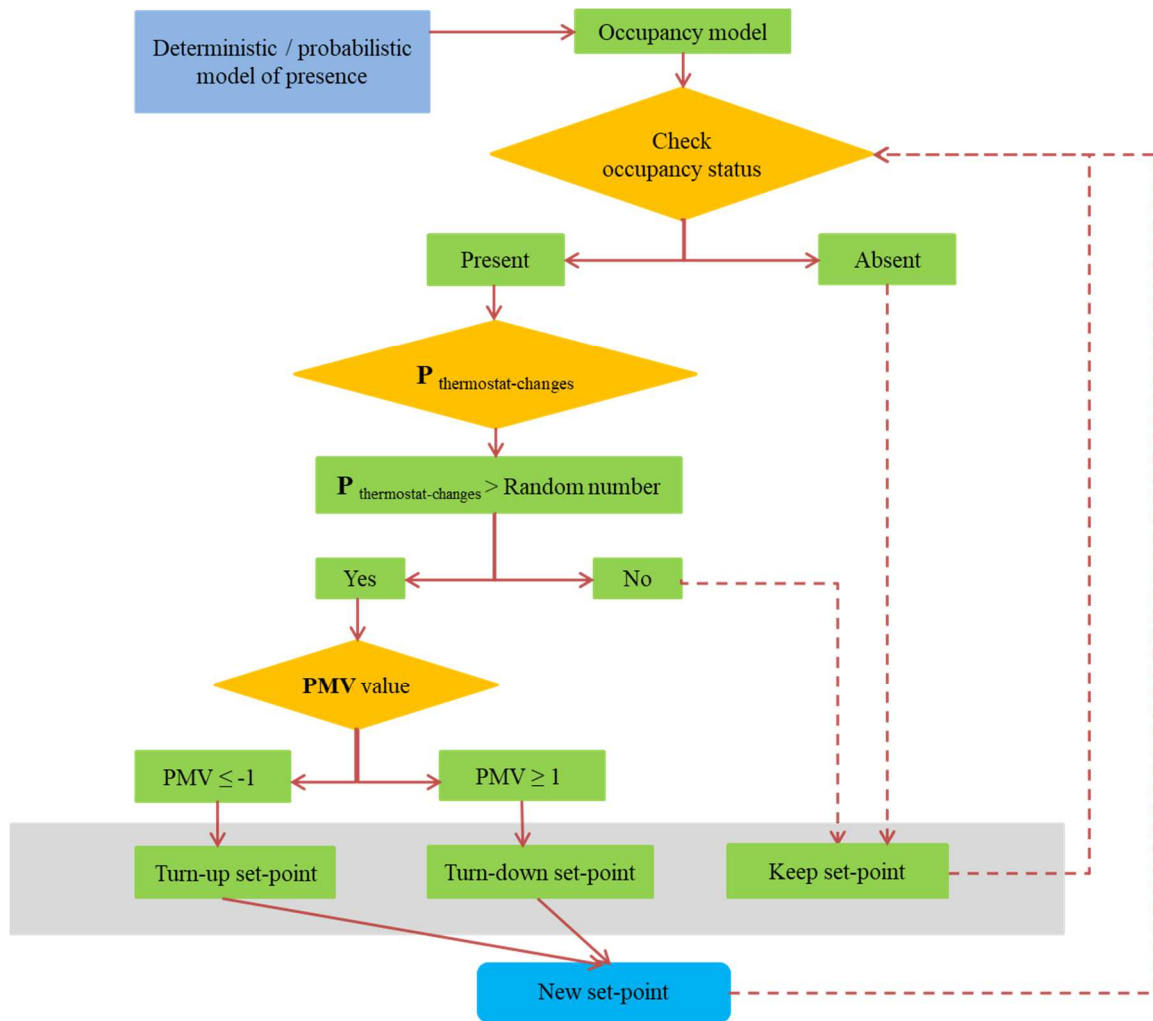 Deterministic / probabilistic
model of presence
Occupancy model
Check
occupancy status
Present
Absent
P thermostat-changes
P thermostat-changes > Random number
Yes
No
PMV value
PMV ≤ -1
PMV ≥ 1
Turn-up set-point
Turn-down set-point
Keep set-point
New set-point